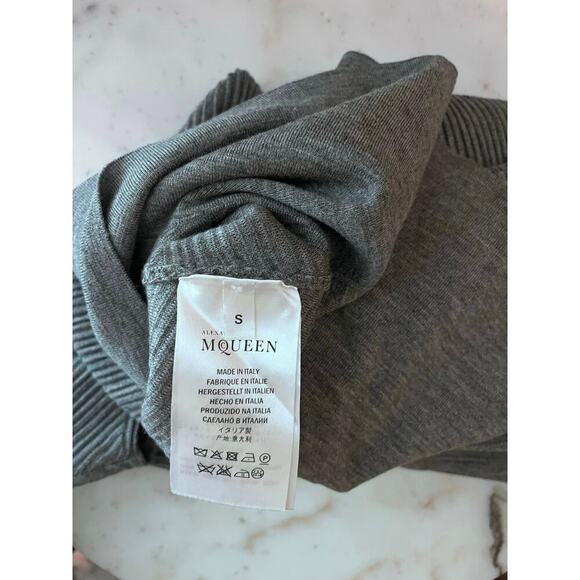 S
ALEXA
MCQUEEN
MADE IN ITALY
FABRIQUE EN ITALIE
HERGESTELLT IN ITALIEN
HECHO EN ITALIA
PRODUZIDO NA ITALIA
СДЕЛАНО В ИТАЛИИ
イタリア製
产地:意大利
P